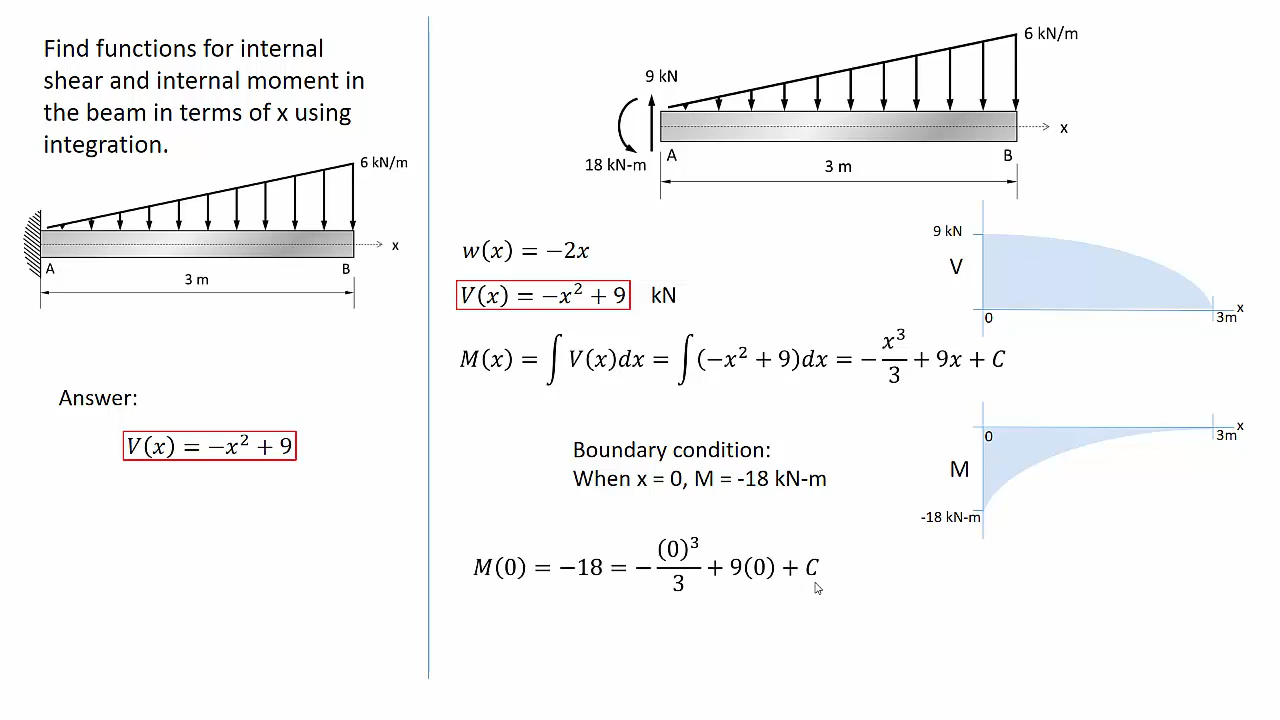 Find functions for internal
shear and internal moment in
the beam in terms of x using
integration.
6 kN/m
x
A
B
3 m
Answer:
V(x) = −x² + 9
6 kN/m
9 kN
x
18 kN-m
A
B
3 m
w(x) = −2x
V(x) = −x² + 9 kN
M(x) = ∫ V(x)dx = ∫ (−x² + 9)dx = − x³/3 + 9x + C
Boundary condition:
When x = 0, M = -18 kN-m
M(0) = −18 = − (0)³/3 + 9(0) + C
9 kN
V
0
3m
x
0
3m
x
M
-18 kN-m